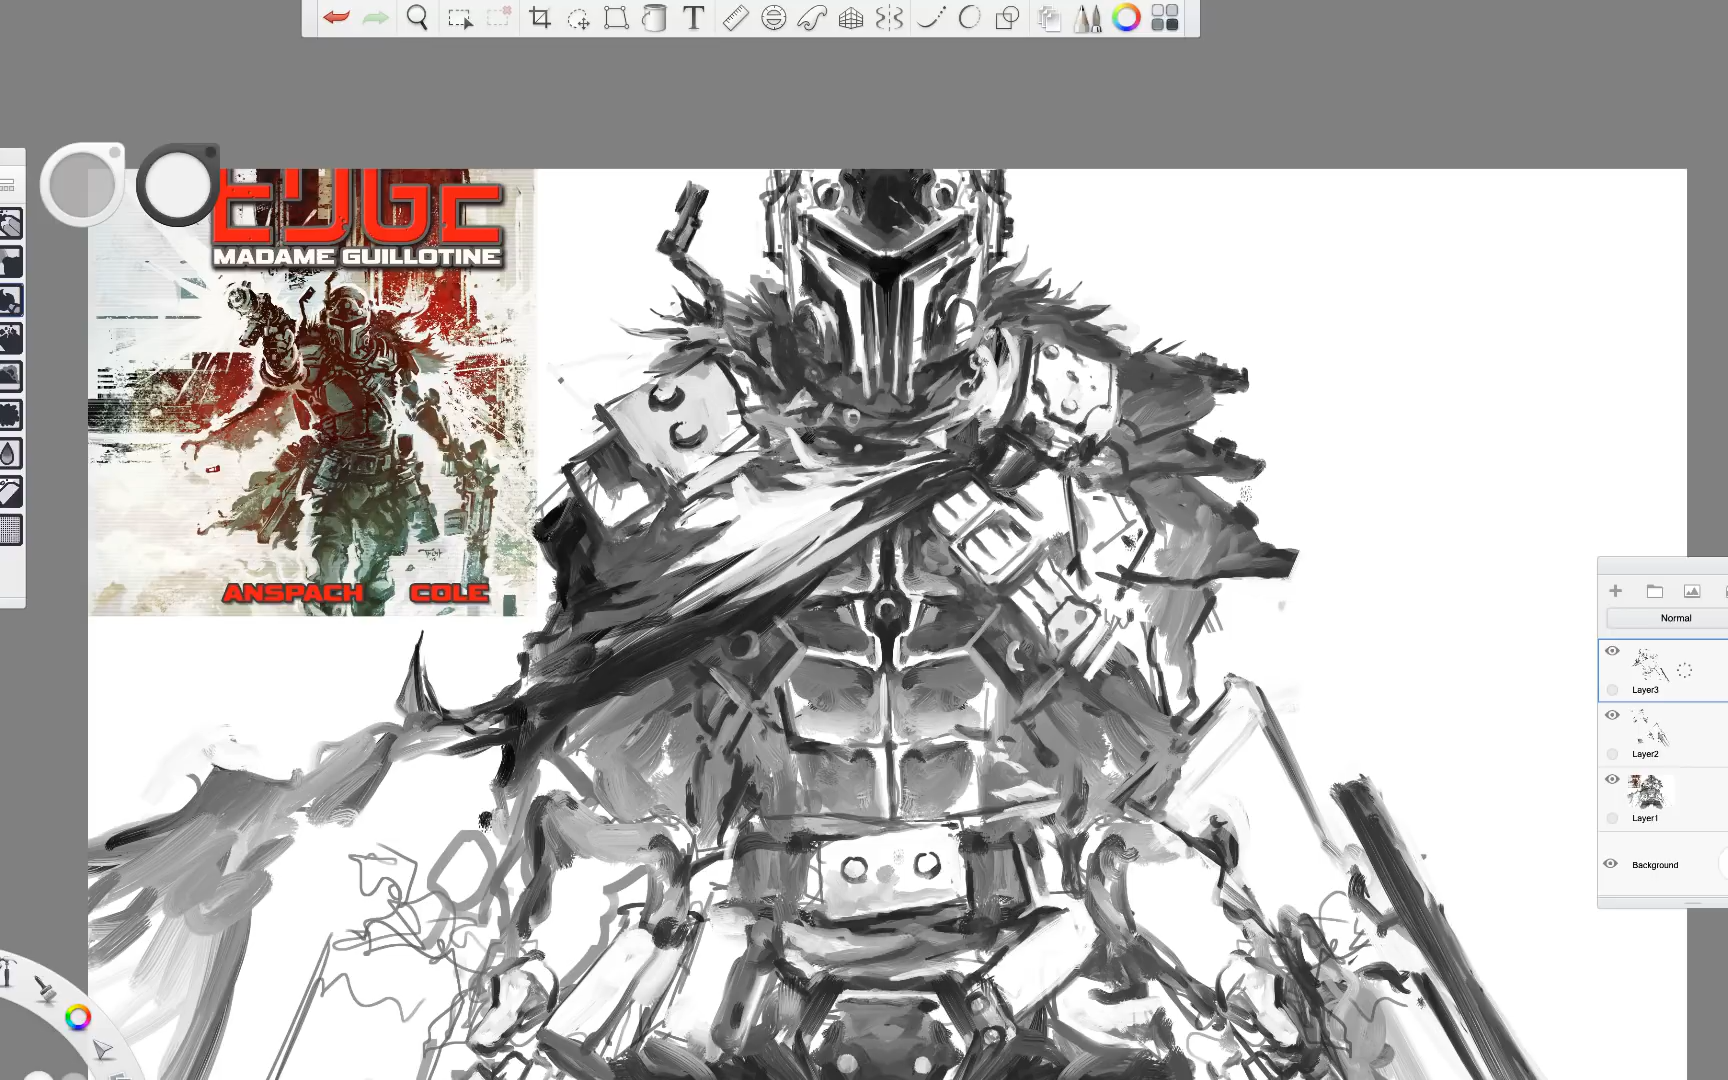 T
EDGE
MADAME GUILLOTINE
ANSPACH COLE
Normal
Layer3
Layer2
Layer1
Background